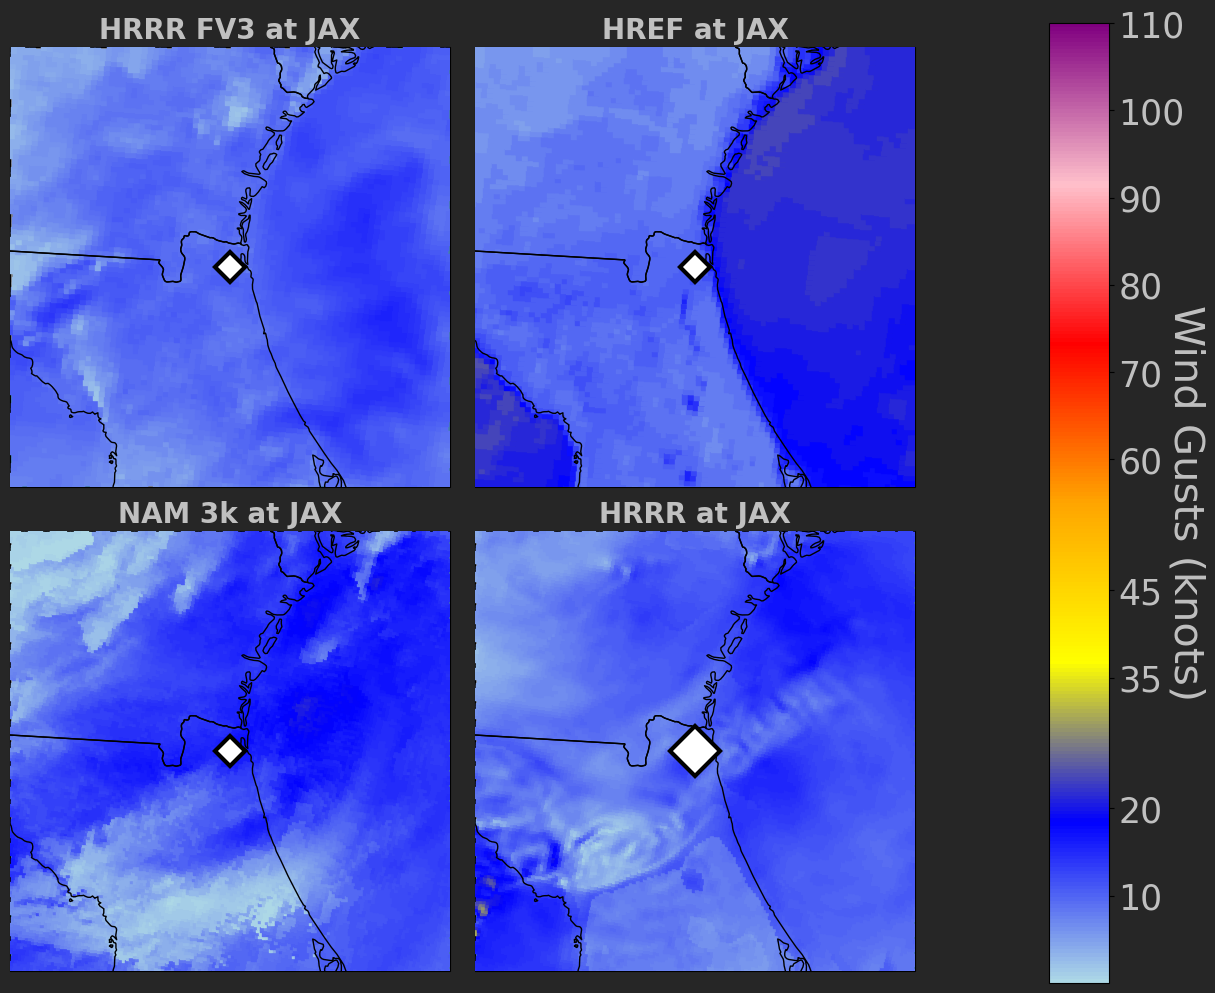 HRRR FV3 at JAX
HREF at JAX
NAM 3k at JAX
HRRR at JAX
110
100
90
80
70
60
45
35
20
10
Wind Gusts (knots)